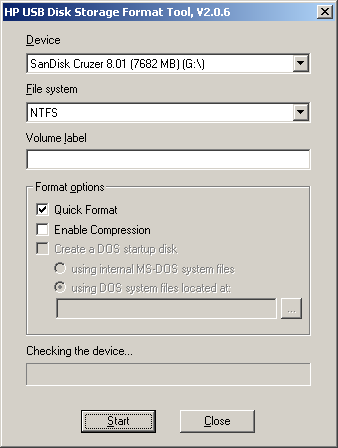 HP USB Disk Storage Format Tool, V2.0.6
Device
SanDisk Cruzer 8.01 (7682 MB) (G:\)
File system
NTFS
Volume label
Format options
Quick Format
Enable Compression
Create a DOS startup disk
using internal MS-DOS system files
using DOS system files located at:
...
Checking the device...
Start
Close